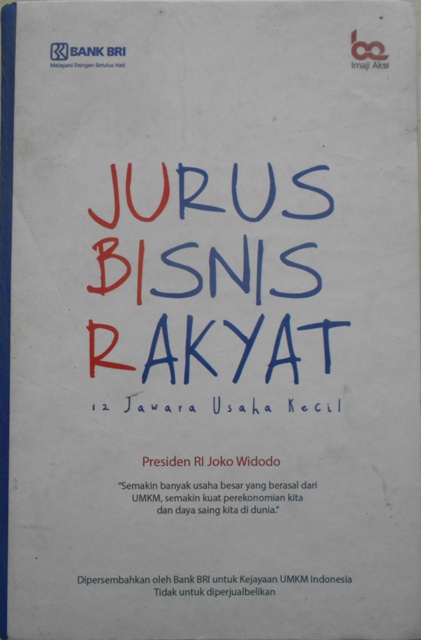 BANK BRI
Melayani Dengan Setulus Hati
Imaji Aksi
JURUS
BISNIS
RAKYAT
12 Jawara Usaha Kecil
Presiden RI Joko Widodo
"Semakin banyak usaha besar yang berasal dari
UMKM, semakin kuat perekonomian kita
dan daya saing kita di dunia."
Dipersembahkan oleh Bank BRI untuk Kejayaan UMKM Indonesia
Tidak untuk diperjualbelikan